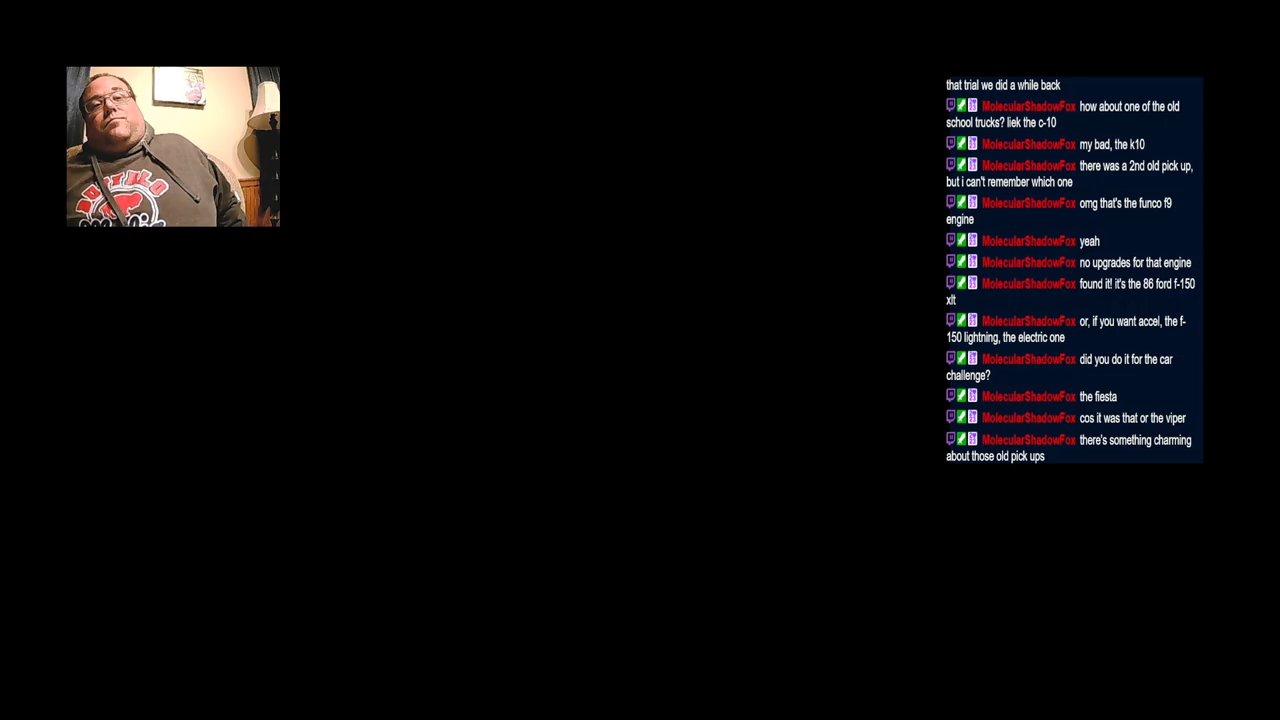 BUFFALO
that trial we did a while back
MolecularShadowFox how about one of the old
school trucks? liek the c-10
MolecularShadowFox my bad, the k10
MolecularShadowFox there was a 2nd old pick up,
but i can't remember which one
MolecularShadowFox omg that's the funco f9
engine
MolecularShadowFox yeah
MolecularShadowFox no upgrades for that engine
MolecularShadowFox found it! it's the 86 ford f-150
xlt
MolecularShadowFox or, if you want accel, the f-
150 lightning, the electric one
MolecularShadowFox did you do it for the car
challenge?
MolecularShadowFox the fiesta
MolecularShadowFox cos it was that or the viper
MolecularShadowFox there's something charming
about those old pick ups